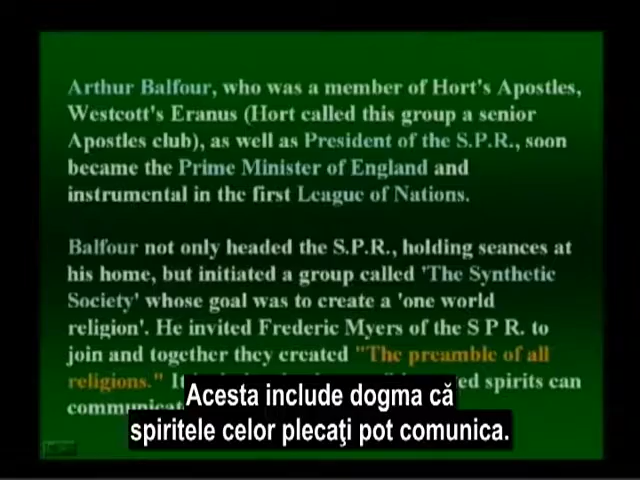 Arthur Balfour, who was a member of Hort's Apostles,
Westcott's Eranus (Hort called this group a senior
Apostles club), as well as President of the S.P.R., soon
became the Prime Minister of England and
instrumental in the first League of Nations.
Balfour not only headed the S.P.R., holding seances at
his home, but initiated a group called 'The Synthetic
Society' whose goal was to create a 'one world
religion'. He invited Frederic Myers of the S P R. to
join and together they created "The preamble of all
religions." spirits can
Acesta include dogma că
spiritele celor plecaţi pot comunica.